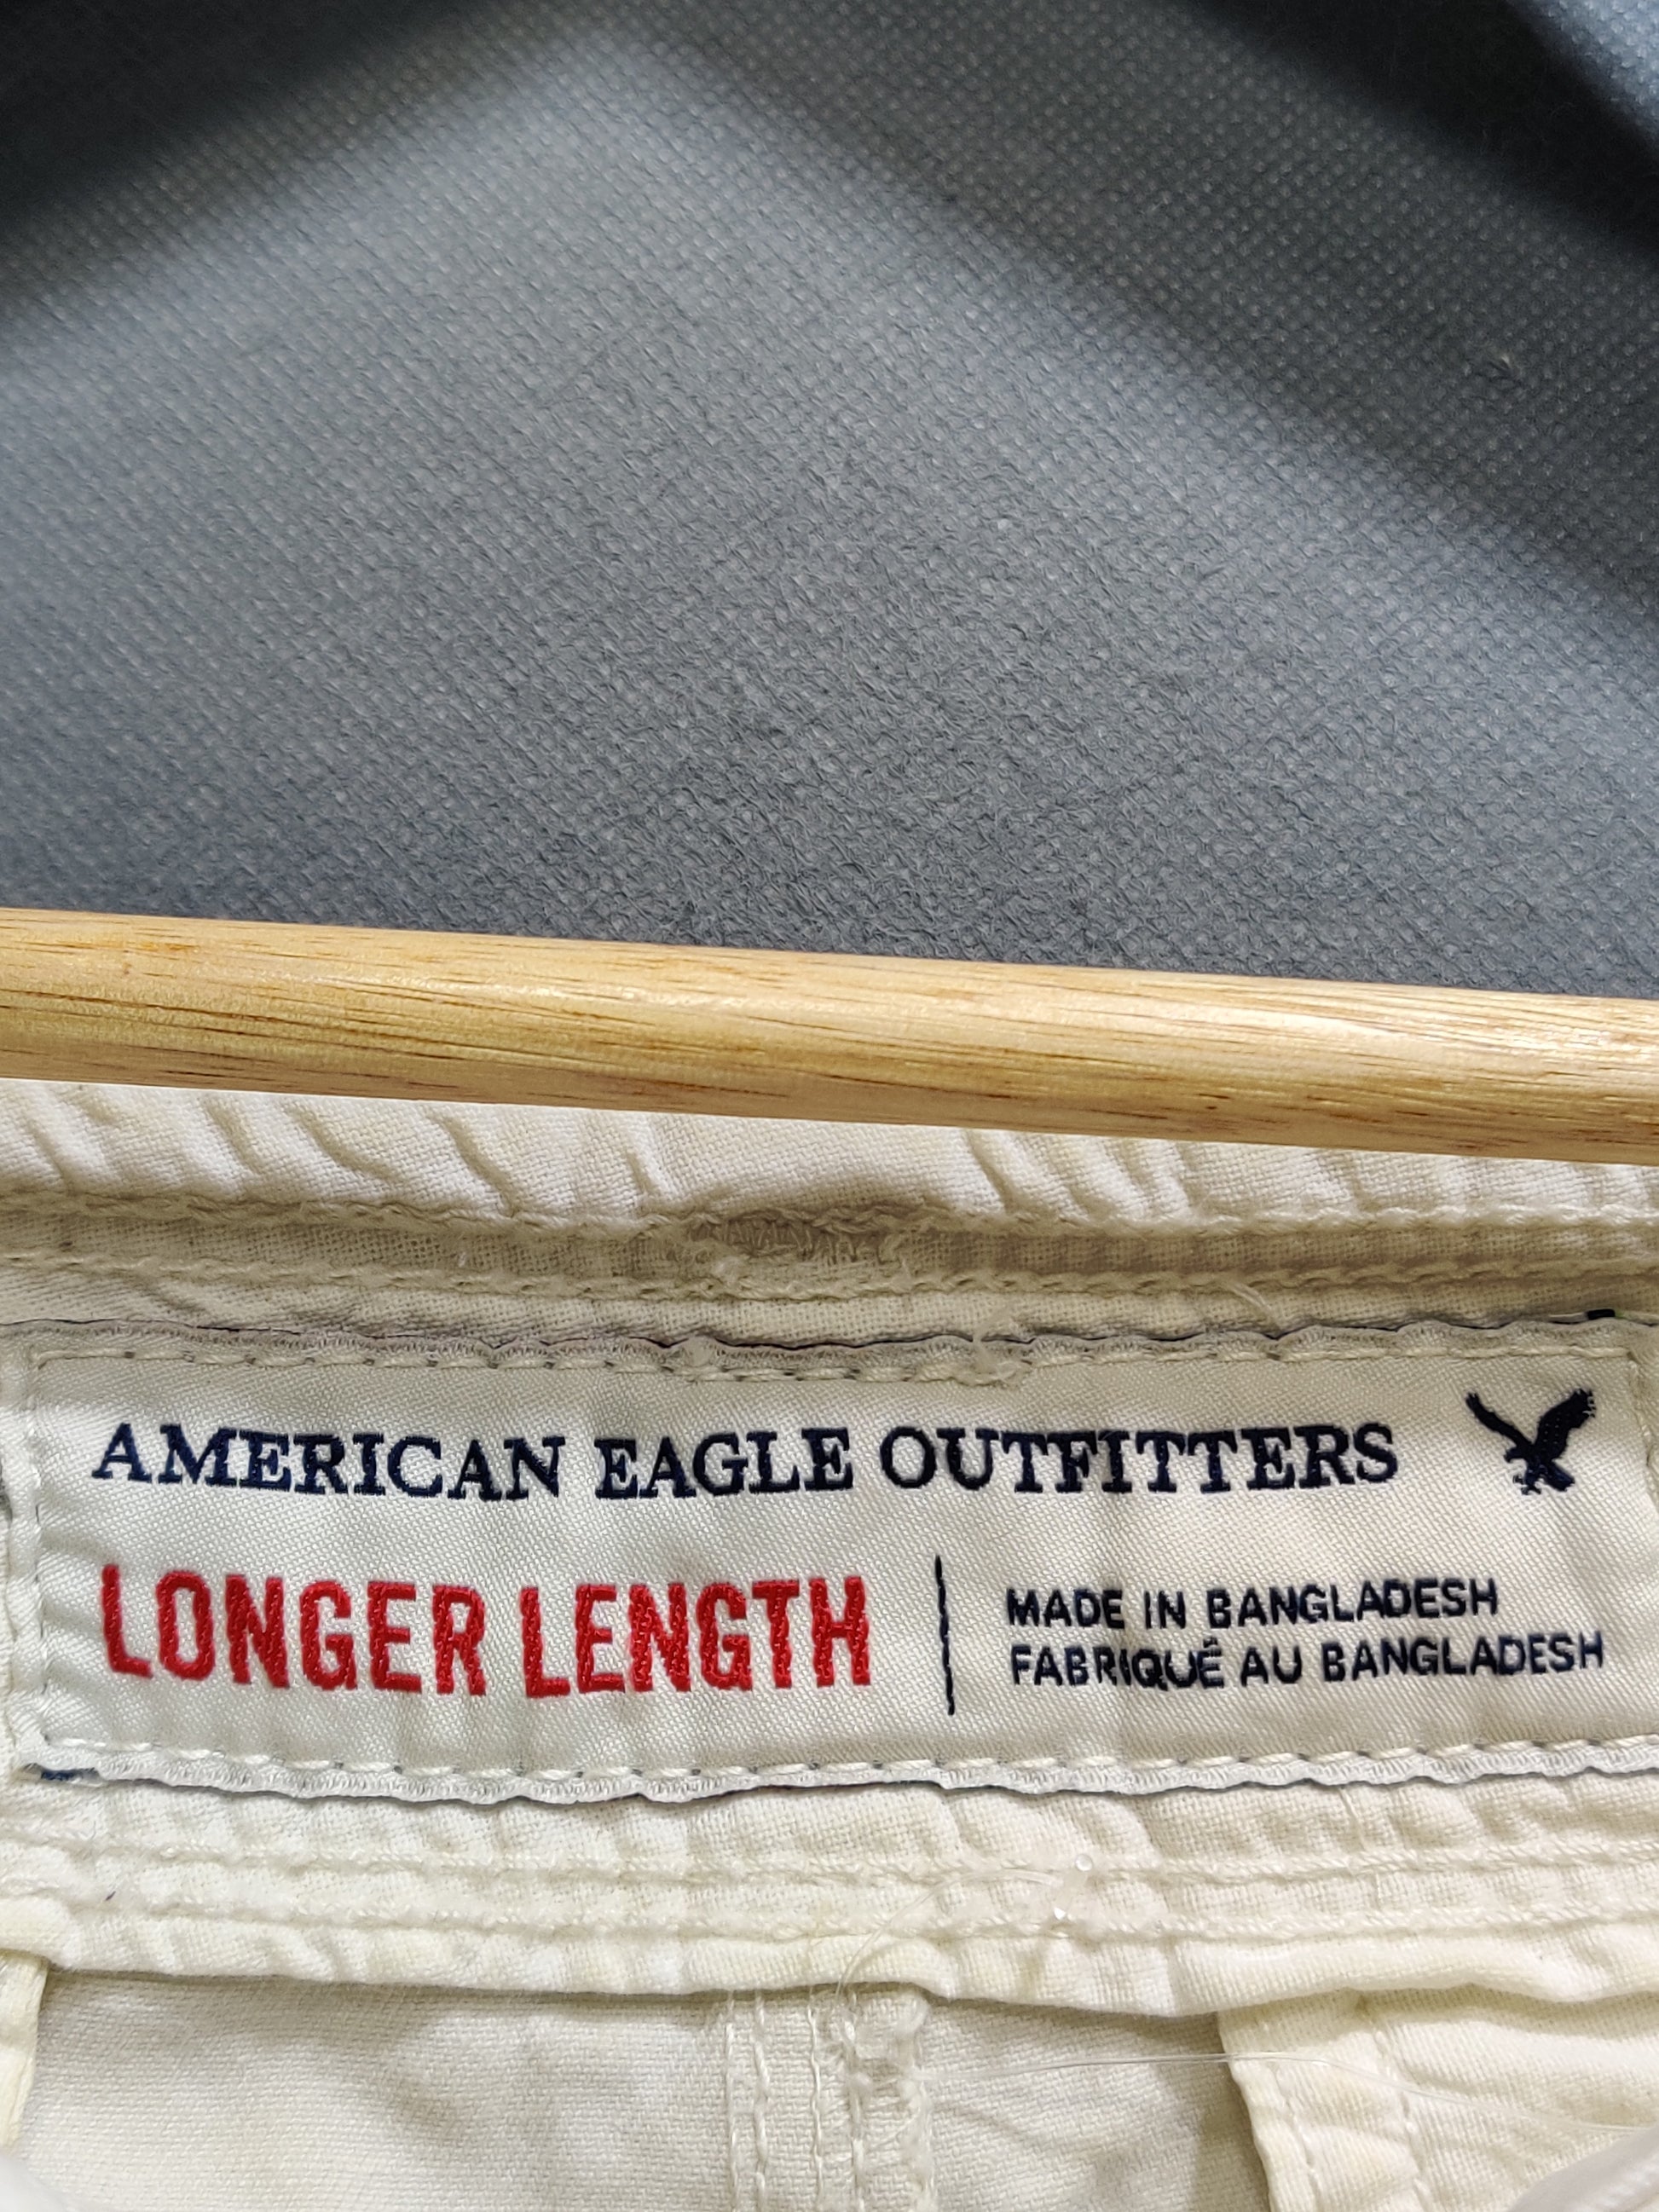 AMERICAN EAGLE OUTFITTERS
LONGER LENGTH
MADE IN BANGLADESH
FABRIQUÉ AU BANGLADESH